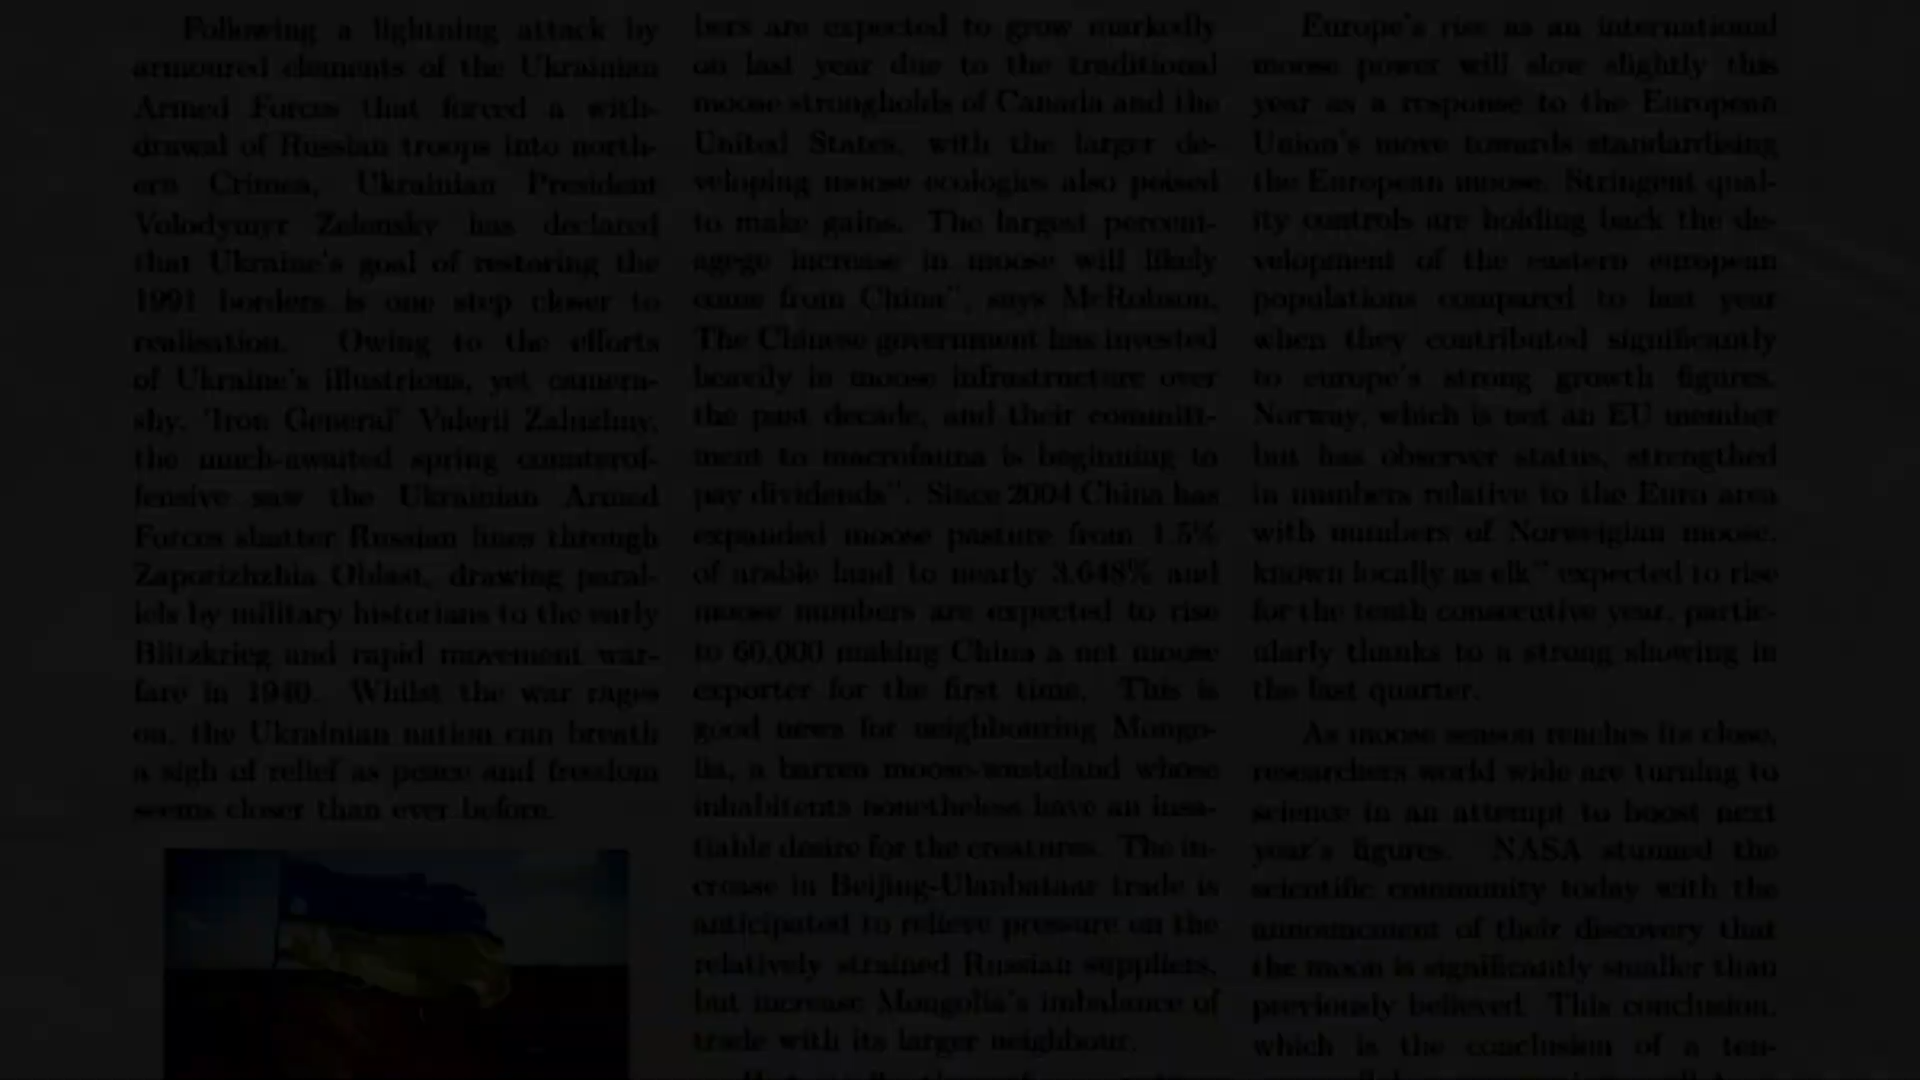 Following a lightning attack by
armoured elements of the Ukrainian
Armed Forces that forced a with-
drawal of Russian troops into north-
ern Crimea, Ukrainian President
Volodymyr Zelensky has declared
that Ukraine's goal of restoring the
1991 borders is one step closer to
realisation. Owing to the efforts
of Ukraine's illustrious, yet camera-
shy, 'Iron General' Valerii Zaluzhny,
the much-awaited spring counterof-
fensive saw the Ukrainian Armed
Forces shatter Russian lines through
Zaporizhzhia Oblast, drawing paral-
lels by military historians to the early
Blitzkrieg and rapid movement war-
fare in 1940. Whilst the war rages
on, the Ukrainian nation can breath
a sigh of relief as peace and freedom
seems closer than ever before.
bers are expected to grow markedly
on last year due to the traditional
moose strongholds of Canada and the
United States, with the larger de-
veloping moose ecologies also poised
to make gains. The largest percent-
agege increase in moose will likely
come from China", says McRobson.
The Chinese government has invested
heavily in moose infrastructure over
the past decade, and their committ-
ment to macrofauna is beginning to
pay dividends". Since 2004 China has
expanded moose pasture from 1.5%
of arable land to nearly 3.648% and
moose numbers are expected to rise
to 60,000 making China a net moose
exporter for the first time. This is
good news for neighbouring Mongo-
lia, a barren moose-wasteland whose
inhabitents nonetheless have an insa-
tiable desire for the creatures. The in-
crease in Beijing-Ulanbataar trade is
anticipated to relieve pressure on the
relatively strained Russian suppliers,
but increase Mongolia's imbalance of
trade with its larger neighbour.
Europe's rise as an international
moose power will slow slightly this
year as a response to the European
Union's move towards standardising
the European moose. Stringent qual-
ity controls are holding back the de-
velopment of the eastern european
populations compared to last year
when they contributed significantly
to europe's strong growth figures.
Norway, which is not an EU member
but has observer status, strengthed
in numbers relative to the Euro area
with numbers of Norweigian moose,
known locally as elk" expected to rise
for the tenth consecutive year, partic-
ularly thanks to a strong showing in
the last quarter.
As moose season reaches its close,
researchers world wide are turning to
science in an attempt to boost next
year's figures. NASA stunned the
scientific community today with the
announcement of their discovery that
the moon is significantly smaller than
previously believed. This conclusion,
which is the conclusion of a ten-